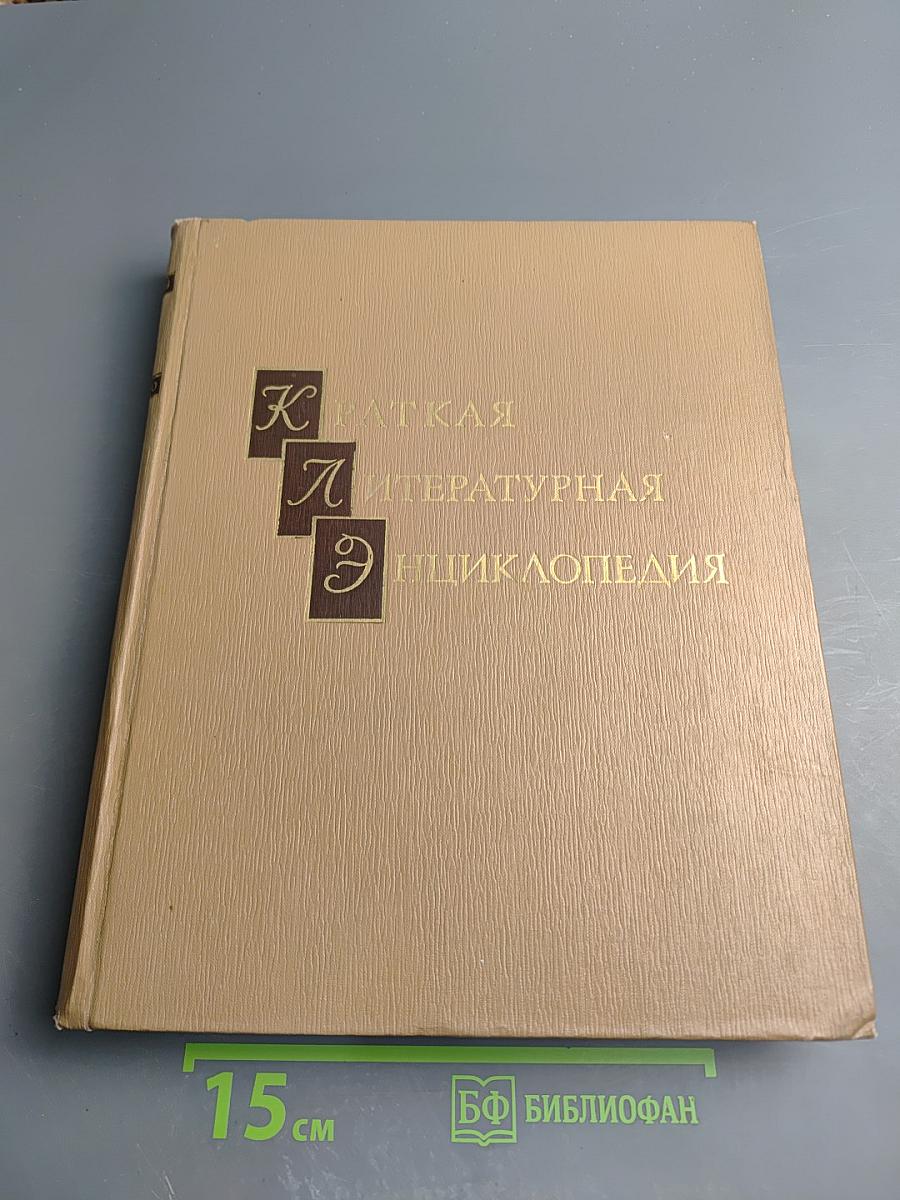 КРАТКАЯ
ЛИТЕРАТУРНАЯ
ЭНЦИКЛОПЕДИЯ
15 см
БФ БИБЛИОФАН